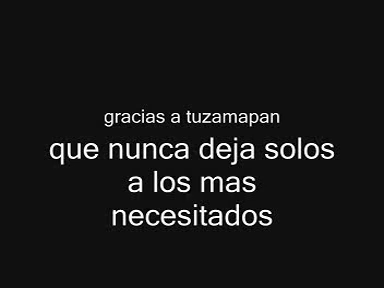 gracias a tuzamapan
que nunca deja solos
a los mas
necesitados